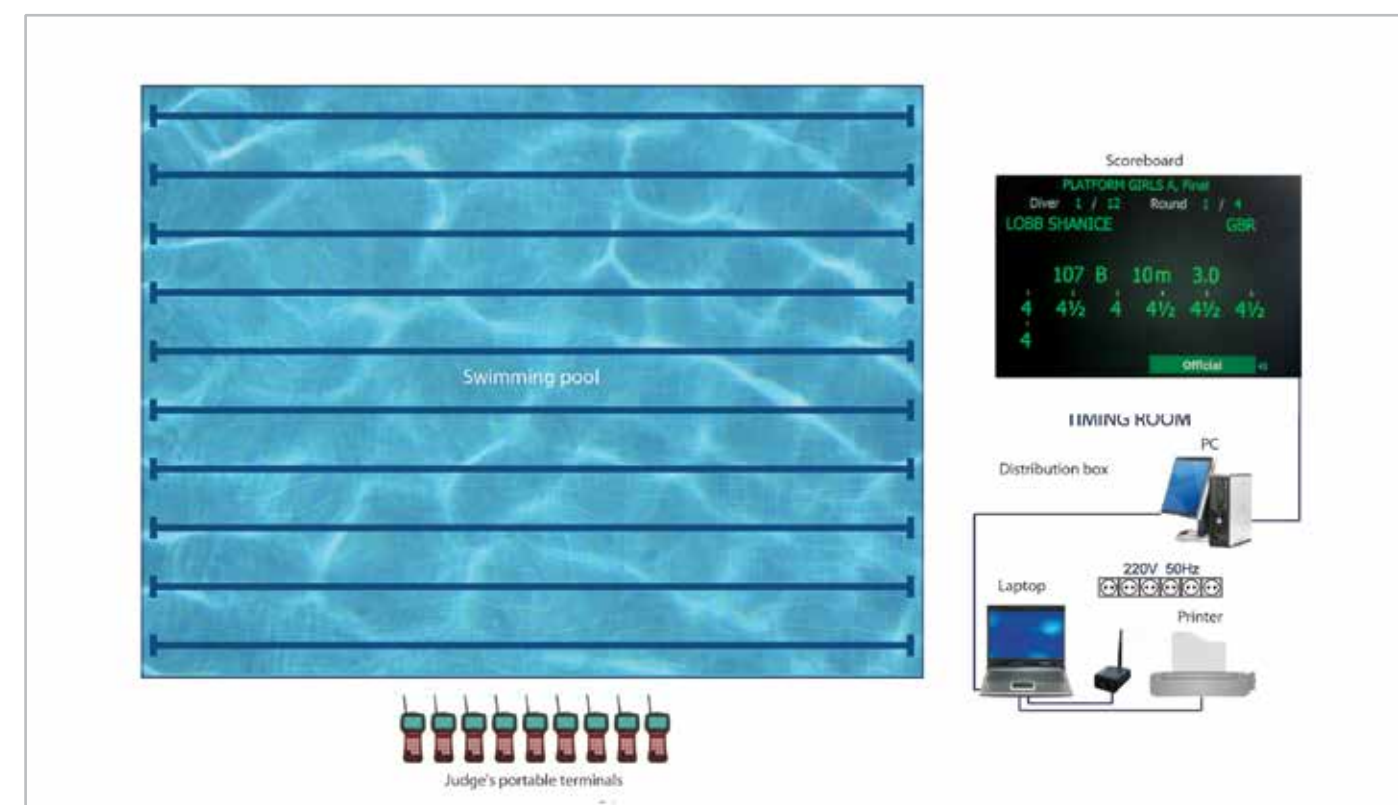 Scoreboard
PLATFORM GIRLS A, Final
Diver 1 / 12 Round 1 / 4
LOBB SHANICE GBR
107 B 10m 3.0
4 4½ 4 4½ 4½ 4½
4
Official
Swimming pool
TIMING ROOM
PC
Distribution box
220V 50Hz
Laptop
Printer
Judge's portable terminals